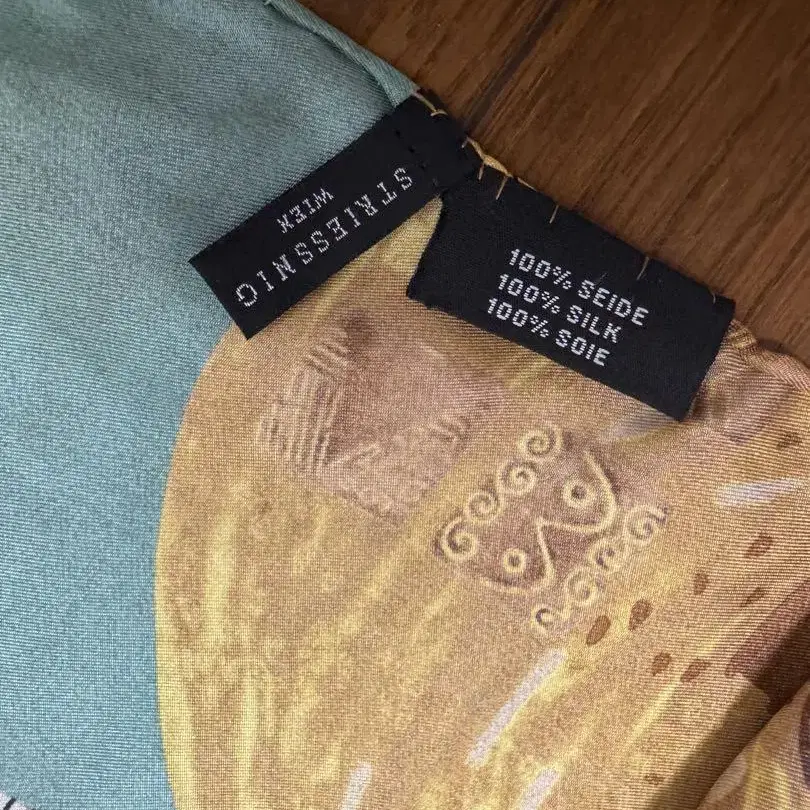 STRIESSNIG
WIEN
100% SEIDE
100% SILK
100% SOIE